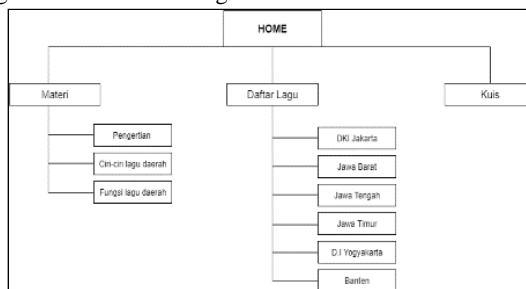 HOME
Materi
Daftar Lagu
Kuis
Pengertian
Ciri-ciri lagu daerah
Fungsi lagu daerah
DKI Jakarta
Jawa Barat
Jawa Tengah
Jawa Timur
D.I Yogyakarta
Banten